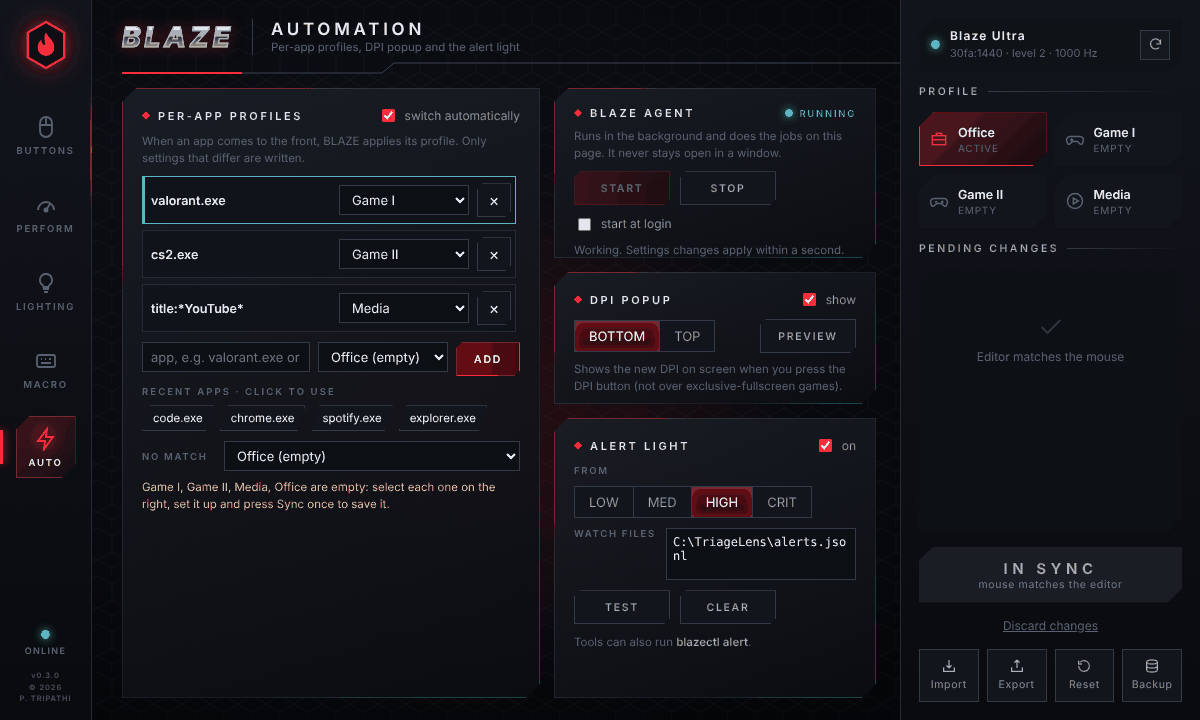 BLAZE
AUTOMATION
Per-app profiles, DPI popup and the alert light
BUTTONS
PERFORM
LIGHTING
MACRO
AUTO
ONLINE
v0.3.0
© 2026
P. TRIPATHI
PER-APP PROFILES
switch automatically
When an app comes to the front, BLAZE applies its profile. Only
settings that differ are written.
valorant.exe Game I ×
cs2.exe Game II ×
title:*YouTube* Media ×
app, e.g. valorant.exe or Office (empty) ADD
RECENT APPS · CLICK TO USE
code.exe chrome.exe spotify.exe explorer.exe
NO MATCH Office (empty)
Game I, Game II, Media, Office are empty: select each one on the
right, set it up and press Sync once to save it.
BLAZE AGENT
RUNNING
Runs in the background and does the jobs on this
page. It never stays open in a window.
START STOP
start at login
Working. Settings changes apply within a second.
DPI POPUP
show
BOTTOM TOP PREVIEW
Shows the new DPI on screen when you press the
DPI button (not over exclusive-fullscreen games).
ALERT LIGHT
on
FROM
LOW MED HIGH CRIT
WATCH FILES
C:\TriageLens\alerts.jso
nl
TEST CLEAR
Tools can also run blazectl alert.
Blaze Ultra
30fa:1440 · level 2 · 1000 Hz
PROFILE
Office
ACTIVE
Game I
EMPTY
Game II
EMPTY
Media
EMPTY
PENDING CHANGES
Editor matches the mouse
IN SYNC
mouse matches the editor
Discard changes
Import Export Reset Backup